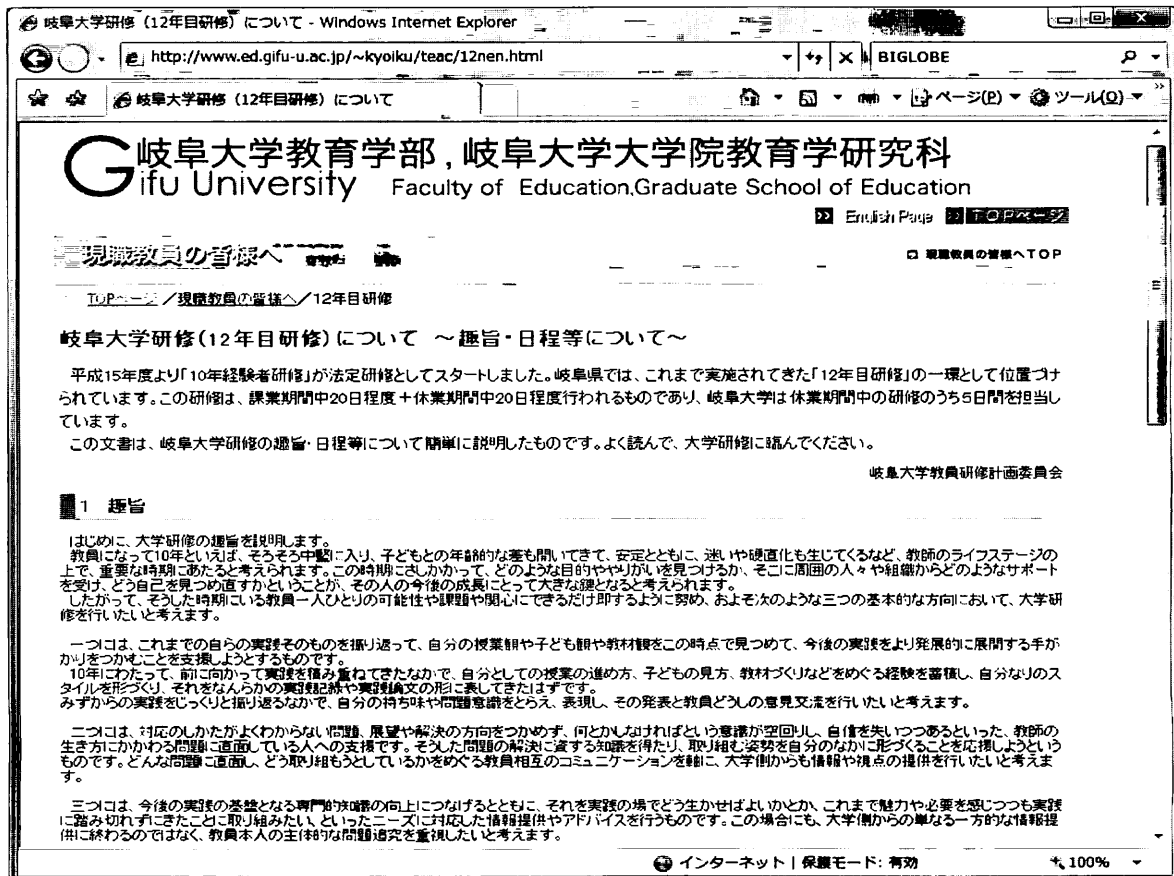 岐阜大学研修（12年目研修）について - Windows Internet Explorer
http://www.ed.gifu-u.ac.jp/~kyoiku/teac/12nen.html
BIGLOBE
岐阜大学研修（12年目研修）について
ページ(P) ツール(O)
岐阜大学教育学部，岐阜大学大学院教育学研究科
Gifu University Faculty of Education,Graduate School of Education
English Page TOPページ
現職教員の皆様へ
現職教員の皆様へTOP
TOPページ／現職教員の皆様へ／12年目研修
岐阜大学研修(12年目研修)について ～趣旨・日程等について～
平成15年度より「10年経験者研修」が法定研修としてスタートしました。岐阜県では、これまで実施されてきた「12年目研修」の一環として位置づけ
られています。この研修は、課業期間中20日程度＋休業期間中20日程度行われるものであり、岐阜大学は休業期間中の研修のうち5日間を担当し
ています。
この文書は、岐阜大学研修の趣旨・日程等について簡単に説明したものです。よく読んで、大学研修に臨んでください。
岐阜大学教員研修計画委員会
1 趣旨
はじめに、大学研修の趣旨を説明します。
教員になって10年といえば、そろそろ中堅に入り、子どもとの年齢的な差も開いてきて、安定とともに、迷いや硬直化も生じてくるなど、教師のライフステージの
上で、重要な時期にあたると考えられます。この時期にさしかかって、どのような目的ややりがいを見つけるか、そこに周囲の人々や組織からどのようなサポート
を受け、どう自己を見つめ直すかということが、その人の今後の成長にとって大きな鍵となると考えられます。
したがって、そうした時期にいる教員一人ひとりの可能性や課題や関心にできるだけ即するように努め、およそ次のような三つの基本的な方向において、大学研
修を行いたいと考えます。
一つには、これまでの自らの実践そのものを振り返って、自分の授業観や子ども観や教材観をこの時点で見つめて、今後の実践をより発展的に展開する手が
かりをつかむことを支援しようとするものです。
10年にわたって、前に向かって実践を積み重ねてきたなかで、自分としての授業の進め方、子どもの見方、教材づくりなどをめぐる経験を蓄積し、自分なりのス
タイルを形づくり、それをなんらかの実践記録や実践論文の形に表してきたはずです。
みずからの実践をじっくりと振り返るなかで、自分の持ち味や問題意識をとらえ、表現し、その発表と教員どうしの意見交流を行いたいと考えます。
二つには、対応のしかたがよくわからない問題、展望や解決の方向をつかめず、何とかしなければという意識が空回りし、自信を失いつつあるといった、教師の
生き方にかかわる問題に直面している人への支援です。そうした問題の解決に資する知識を得たり、取り組む姿勢を自分のなかに形づくることを応援しようという
ものです。どんな問題に直面し、どう取り組もうとしているかをめぐる教員相互のコミュニケーションを軸に、大学側からも情報や視点の提供を行いたいと考えま
す。
三つには、今後の実践の基盤となる専門的知識の向上につなげるとともに、それを実践の場でどう生かせばよいかとか、これまで魅力や必要を感じつつも実践
に踏み切れずにきたことに取り組みたい、といったニーズに対応した情報提供やアドバイスを行うものです。この場合にも、大学側からの単なる一方的な情報提
供に終わるのではなく、教員本人の主体的な問題追究を重視したいと考えます。
インターネット | 保護モード: 有効 100%